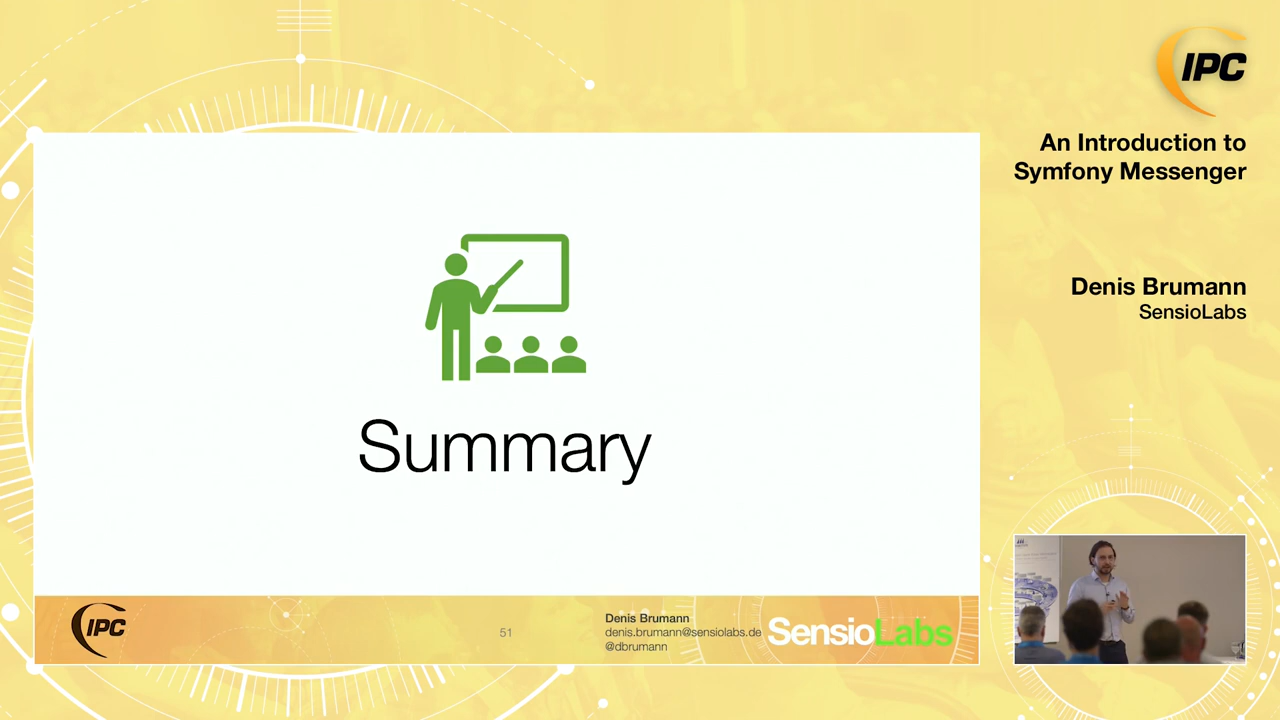 IPC
An Introduction to
Symfony Messenger
Denis Brumann
SensioLabs
Summary
IPC
51
Denis Brumann
denis.brumann@sensiolabs.de
@dbrumann
SensioLabs